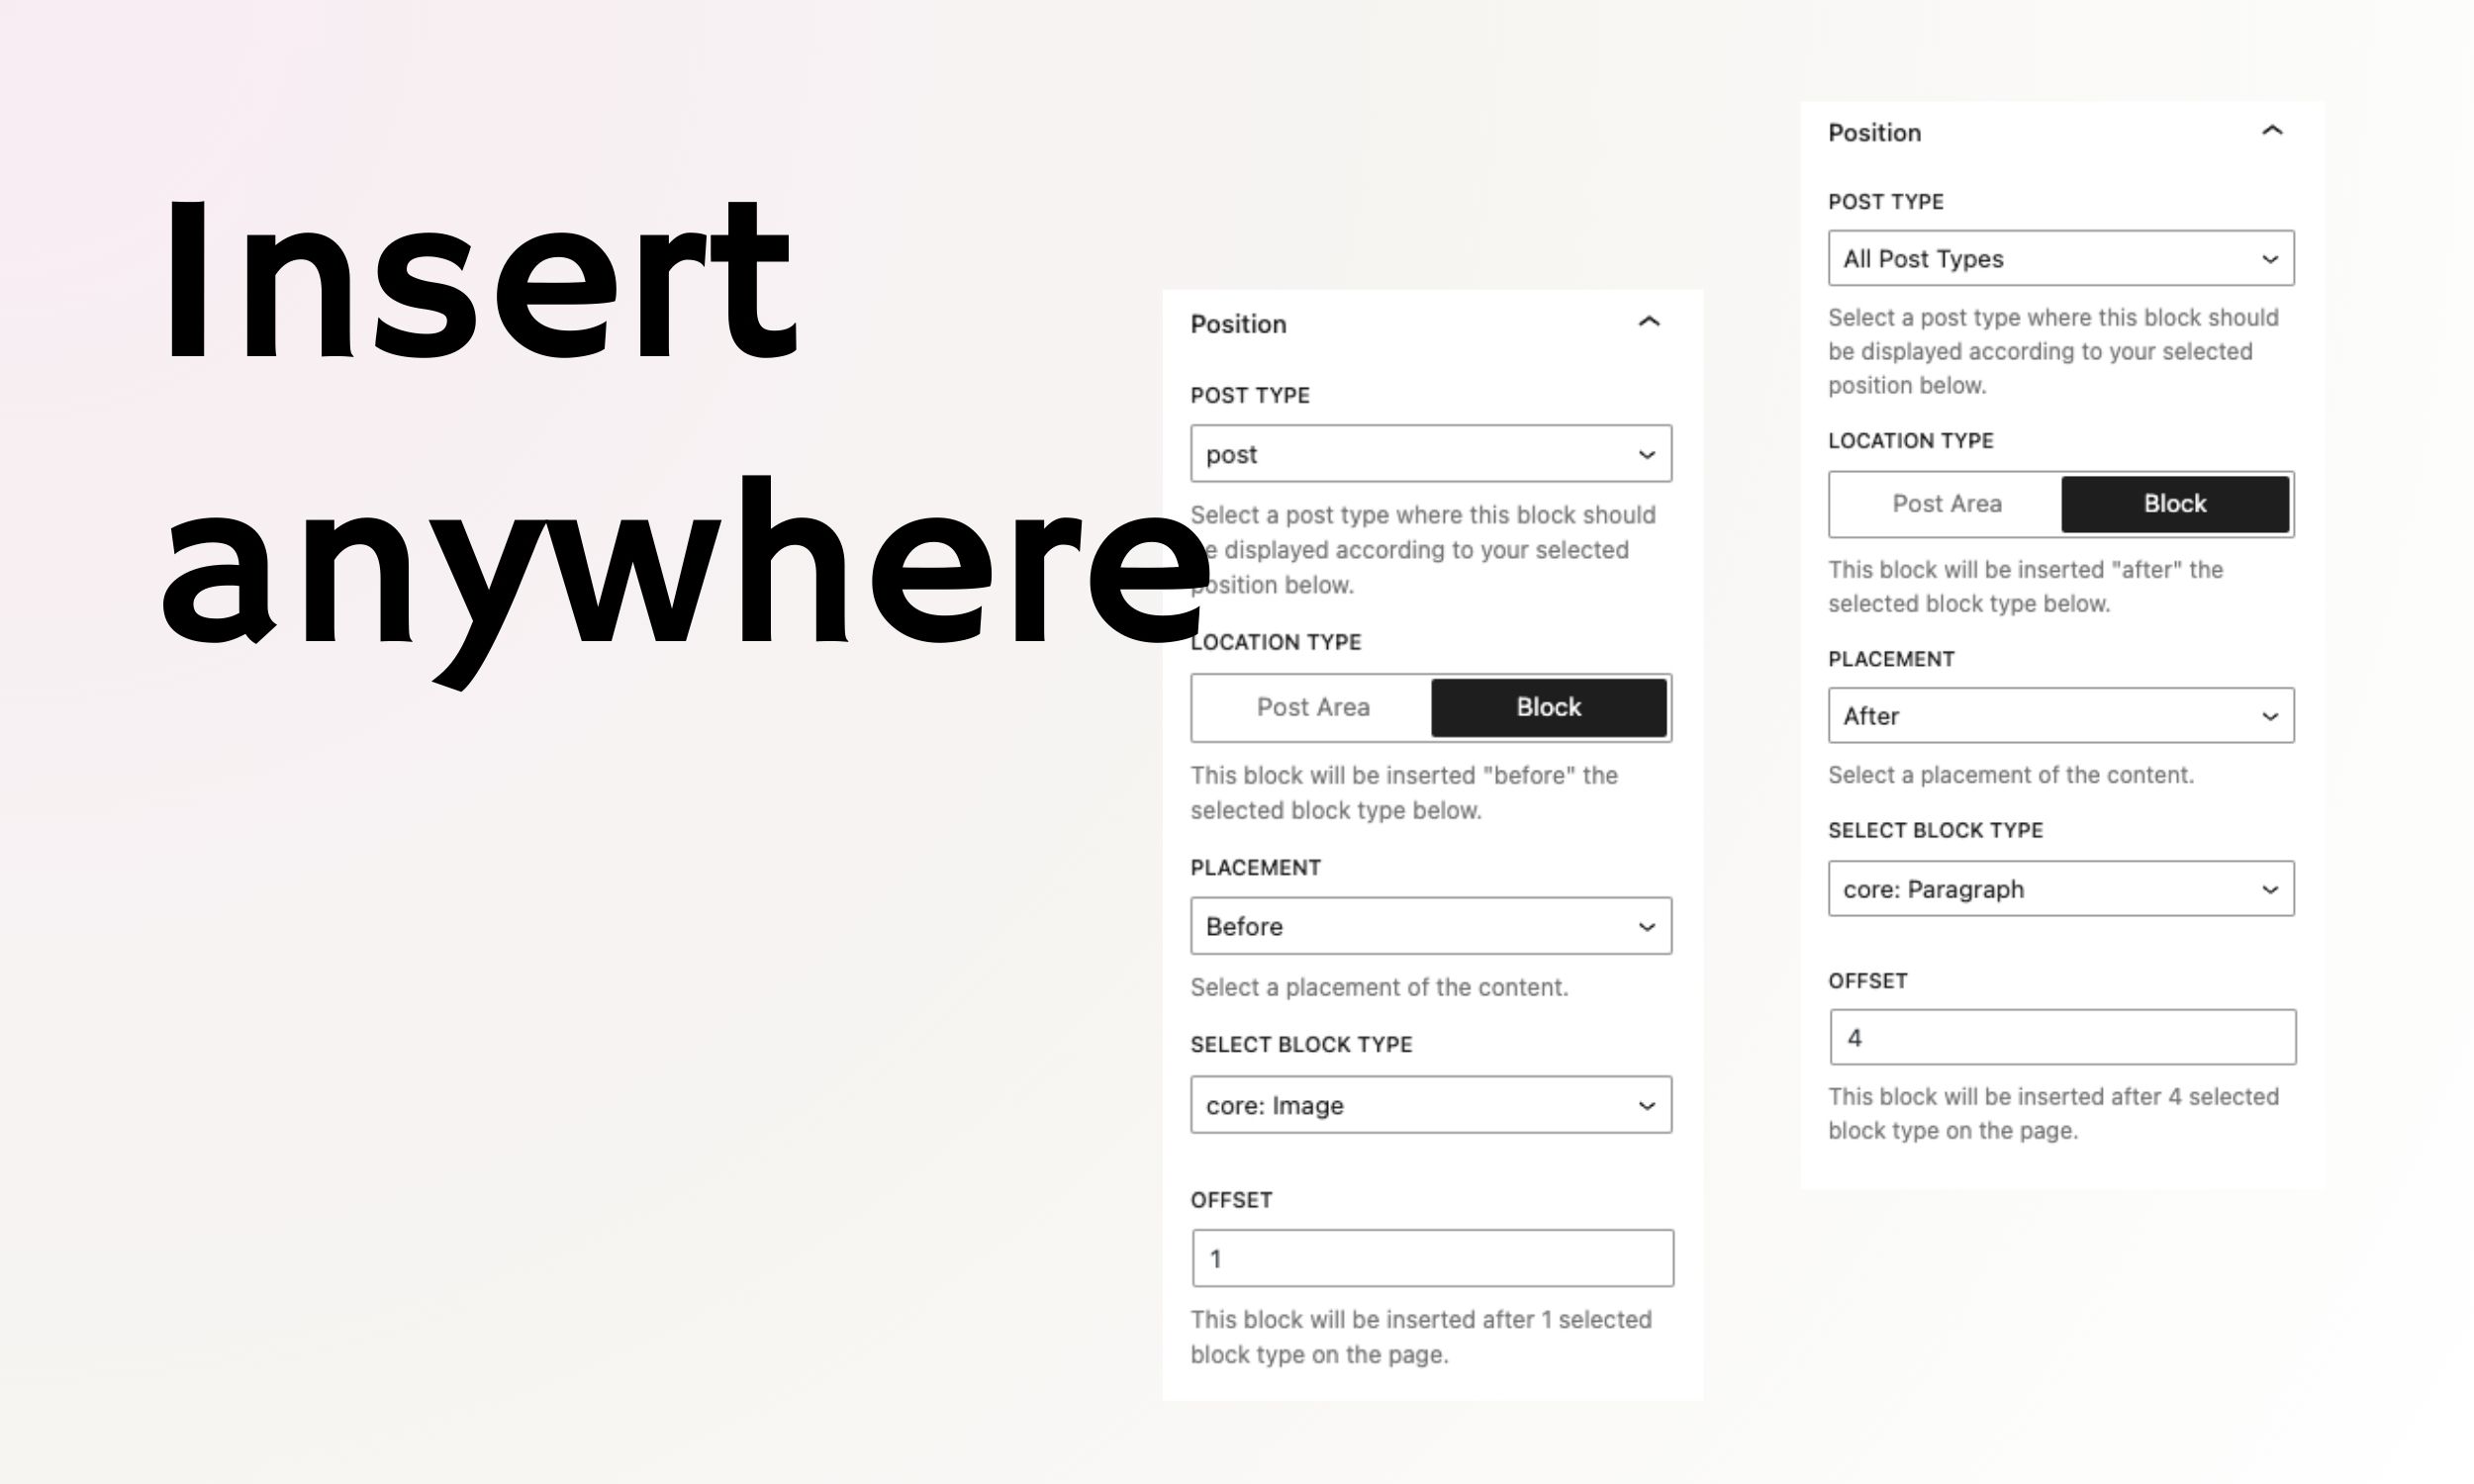 Insert
anywhere
Position
POST TYPE
post
Select a post type where this block should
displayed according to your selected
position below.
LOCATION TYPE
Post Area
Block
This block will be inserted "before" the
selected block type below.
PLACEMENT
Before
Select a placement of the content.
SELECT BLOCK TYPE
core: Image
OFFSET
1
This block will be inserted after 1 selected
block type on the page.
Position
POST TYPE
All Post Types
Select a post type where this block should
be displayed according to your selected
position below.
LOCATION TYPE
Post Area
Block
This block will be inserted "after" the
selected block type below.
PLACEMENT
After
Select a placement of the content.
SELECT BLOCK TYPE
core: Paragraph
OFFSET
4
This block will be inserted after 4 selected
block type on the page.